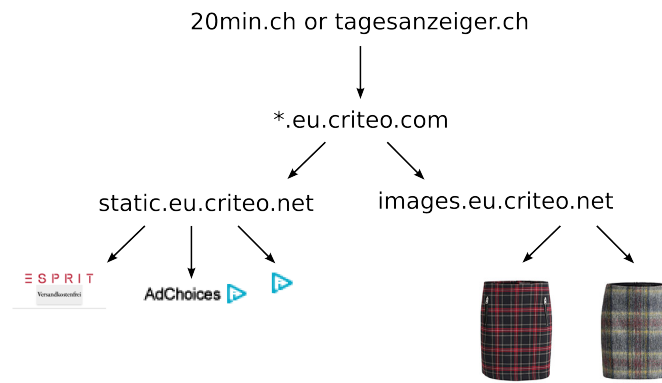 20min.ch or tagesanzeiger.ch
*.eu.criteo.com
static.eu.criteo.net
images.eu.criteo.net
ESPRIT
Versandkostenfrei
AdChoices